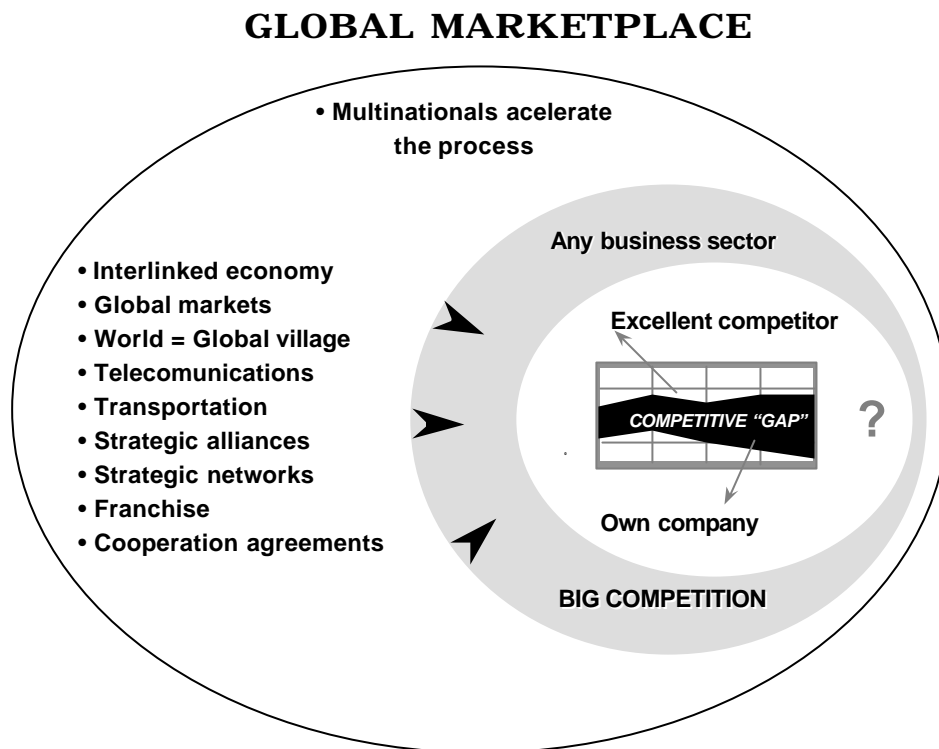 GLOBAL MARKETPLACE
• Multinationals acelerate
the process
Any business sector
• Interlinked economy
• Global markets
• World = Global village
• Telecomunications
• Transportation
• Strategic alliances
• Strategic networks
• Franchise
• Cooperation agreements
Excellent competitor
COMPETITIVE “GAP”
?
Own company
BIG COMPETITION